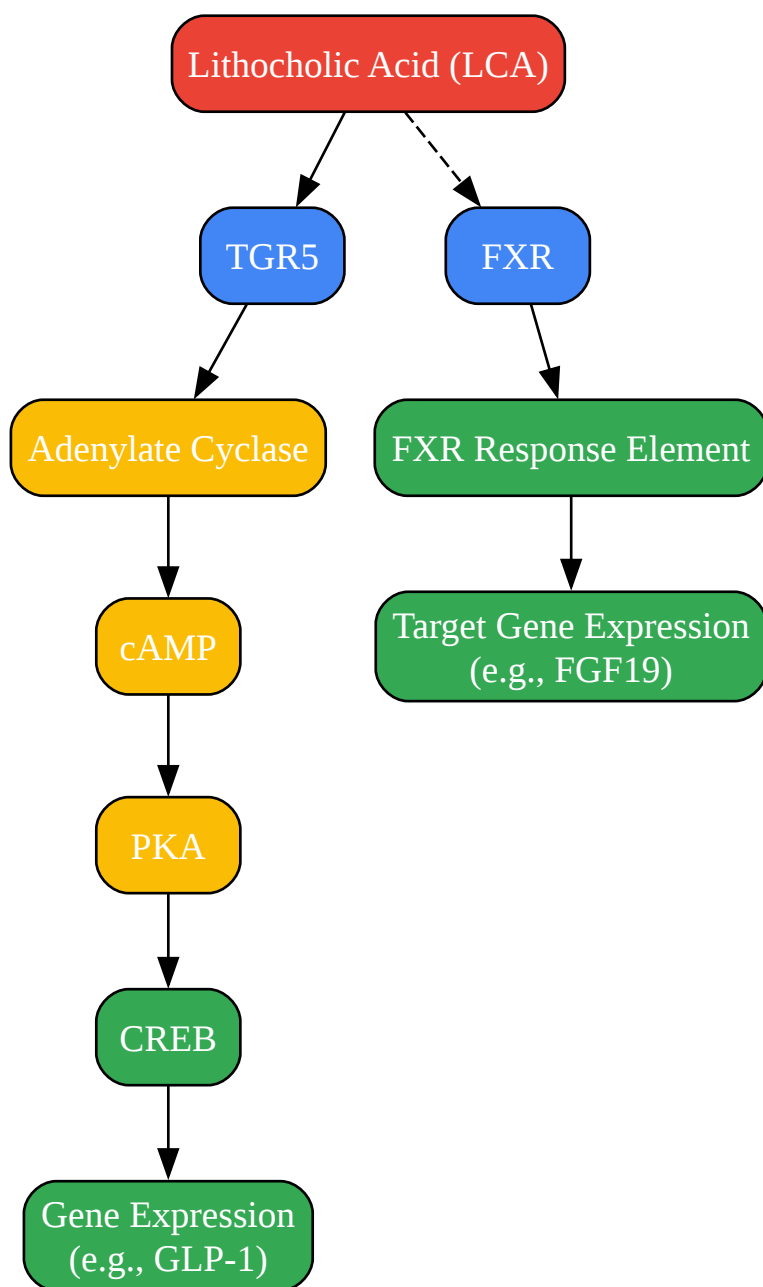 Lithocholic Acid (LCA)
TGR5
FXR
Adenylate Cyclase
FXR Response Element
cAMP
Target Gene Expression
(e.g., FGF19)
PKA
CREB
Gene Expression
(e.g., GLP-1)